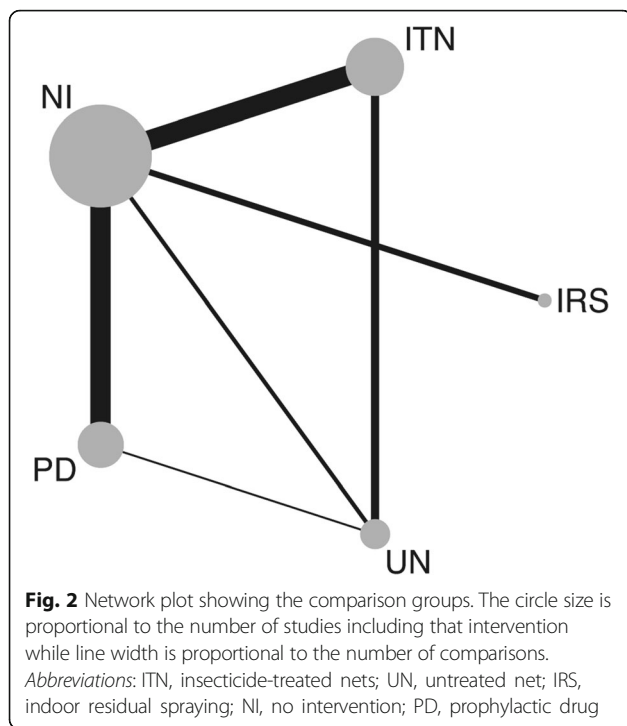 ITN
NI
IRS
PD
UN
Fig. 2 Network plot showing the comparison groups. The circle size is
proportional to the number of studies including that intervention
while line width is proportional to the number of comparisons.
Abbreviations: ITN, insecticide-treated nets; UN, untreated net; IRS,
indoor residual spraying; NI, no intervention; PD, prophylactic drug